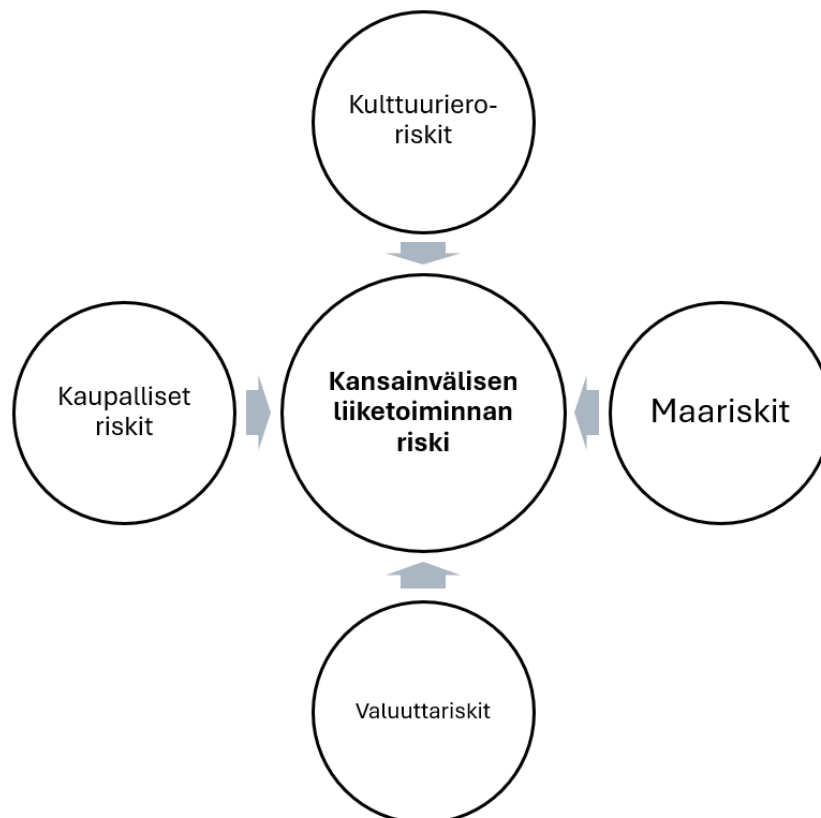 Kulttuuriero-
riskit
Kaupalliset
riskit
Kansainvälisen
liiketoiminnan
riski
Maariskit
Valuuttariskit